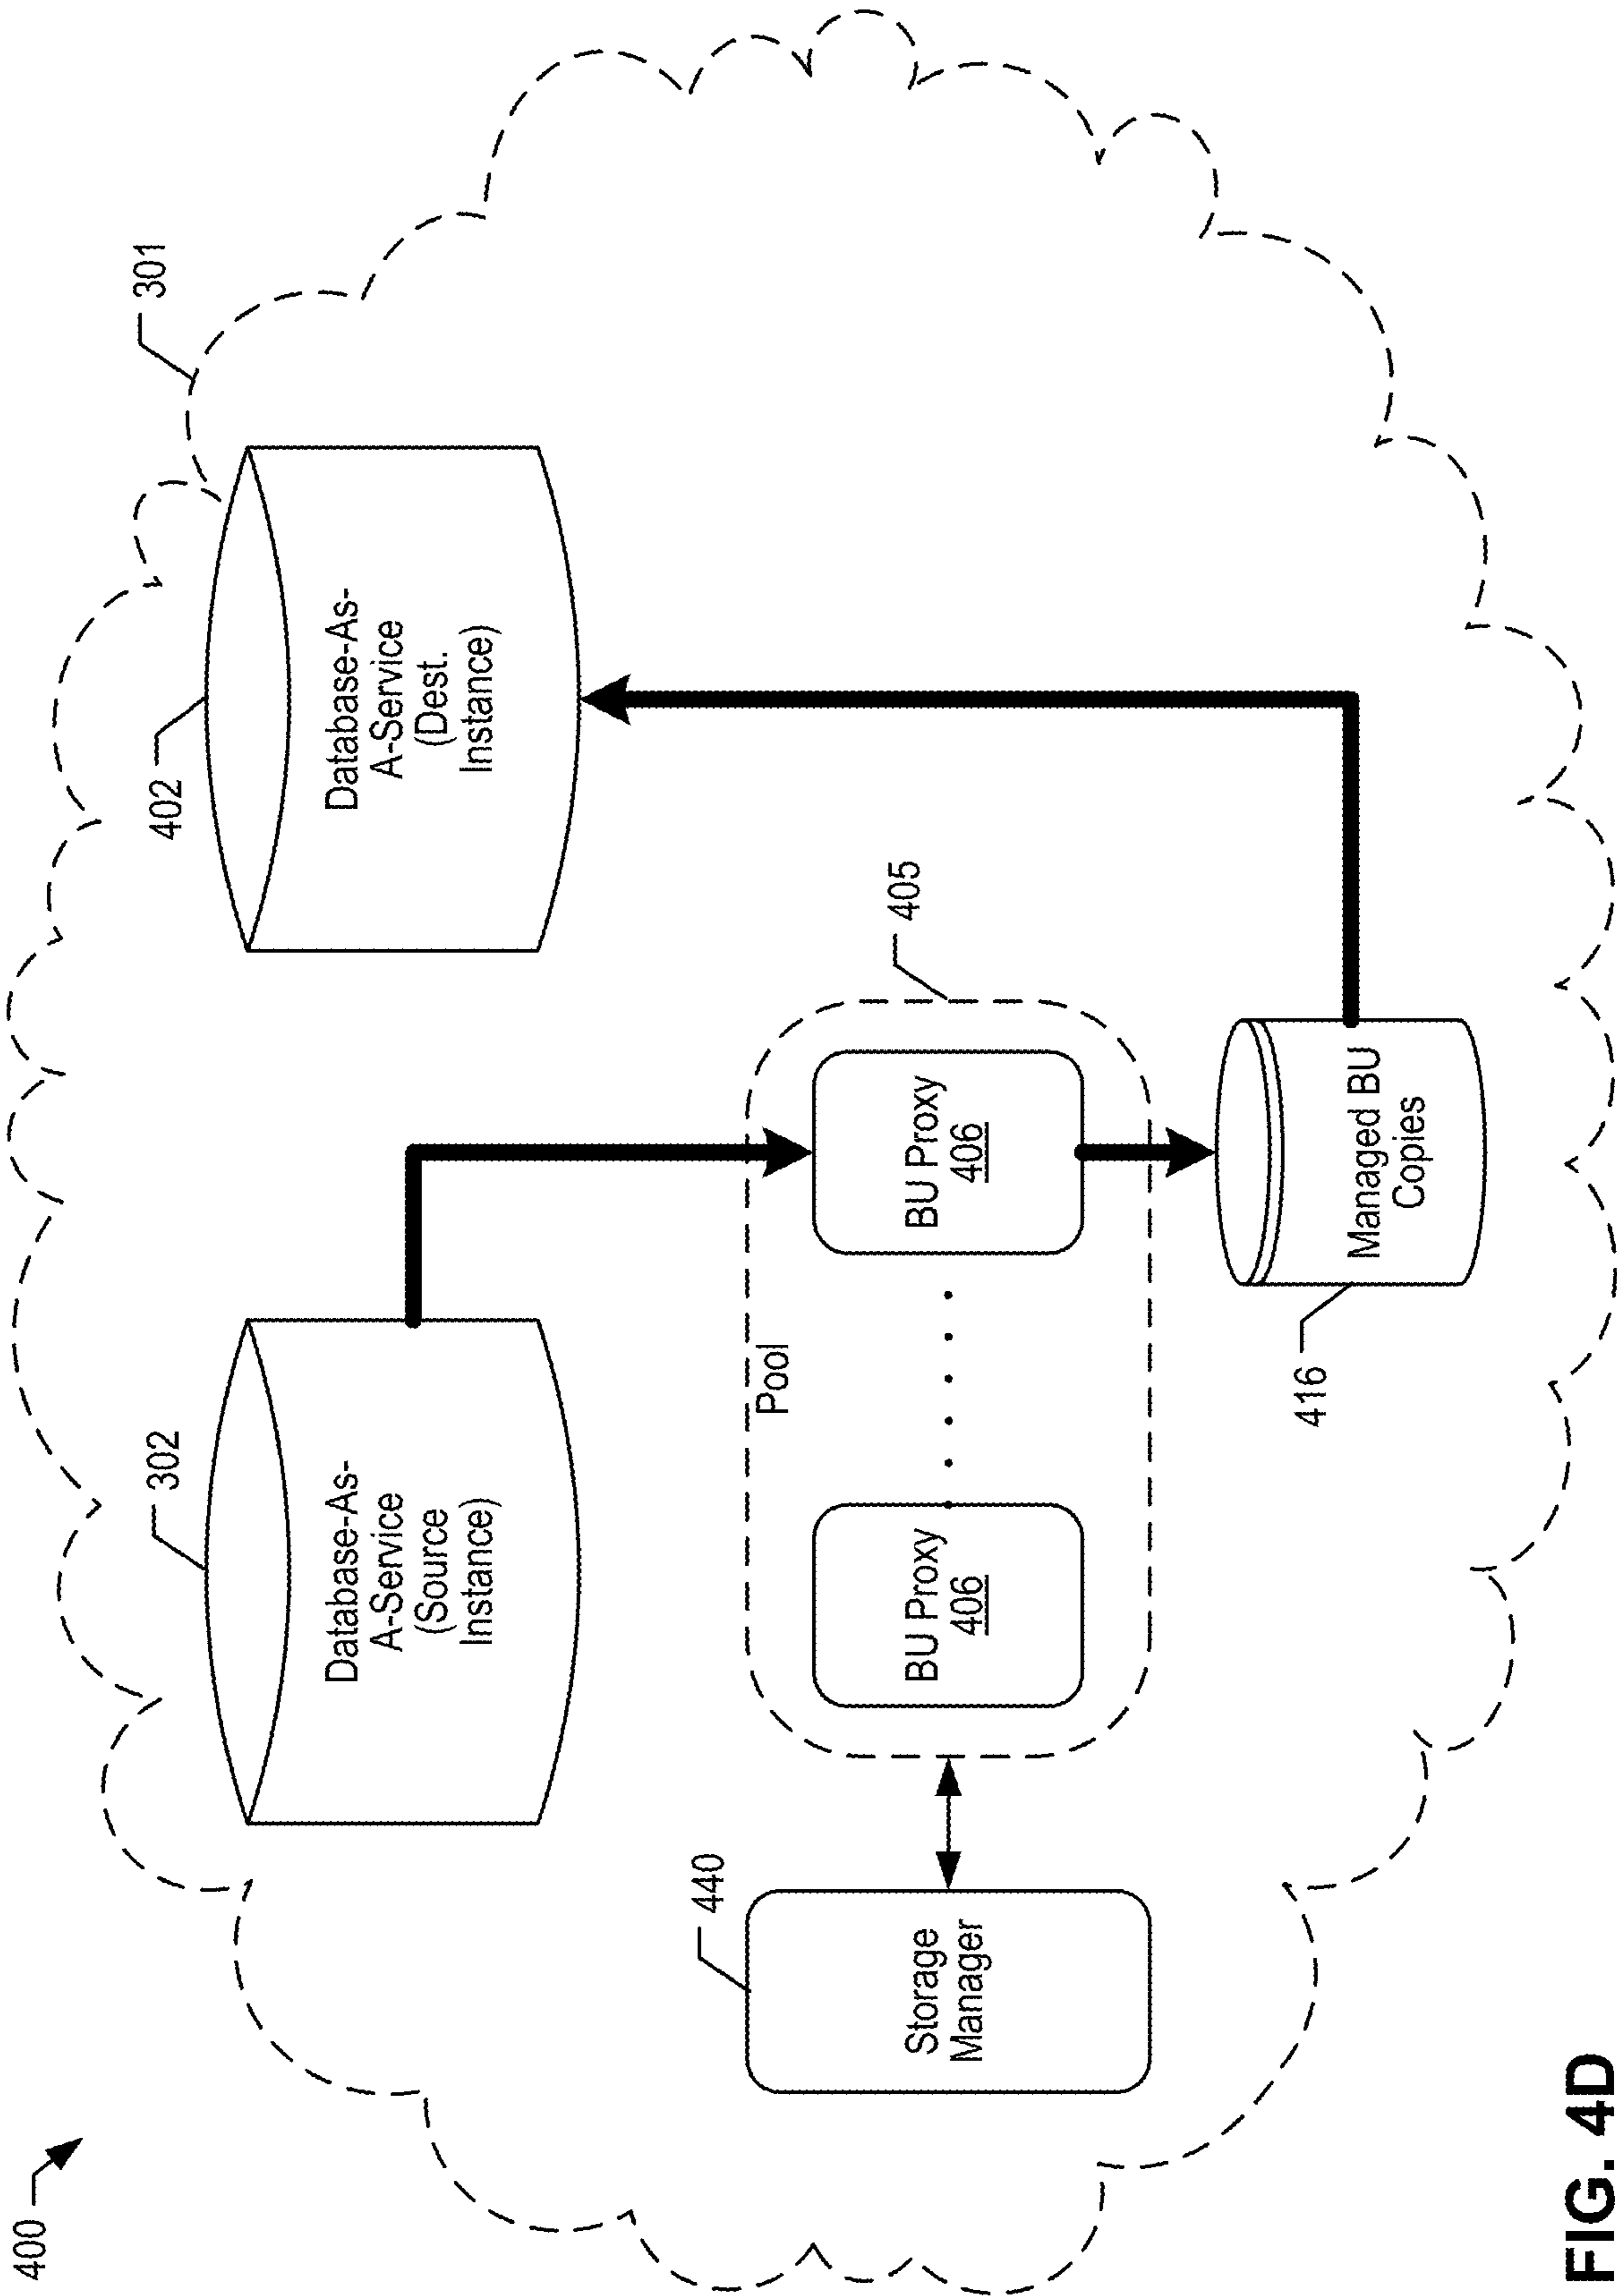 400
301
302
Database-As-
A-Service
(Source
Instance)
402
Database-As-
A-Service
(Dest.
Instance)
440
Storage
Manager
Pool
405
BU Proxy
406
BU Proxy
406
416
Managed BU
Copies
FIG. 4D